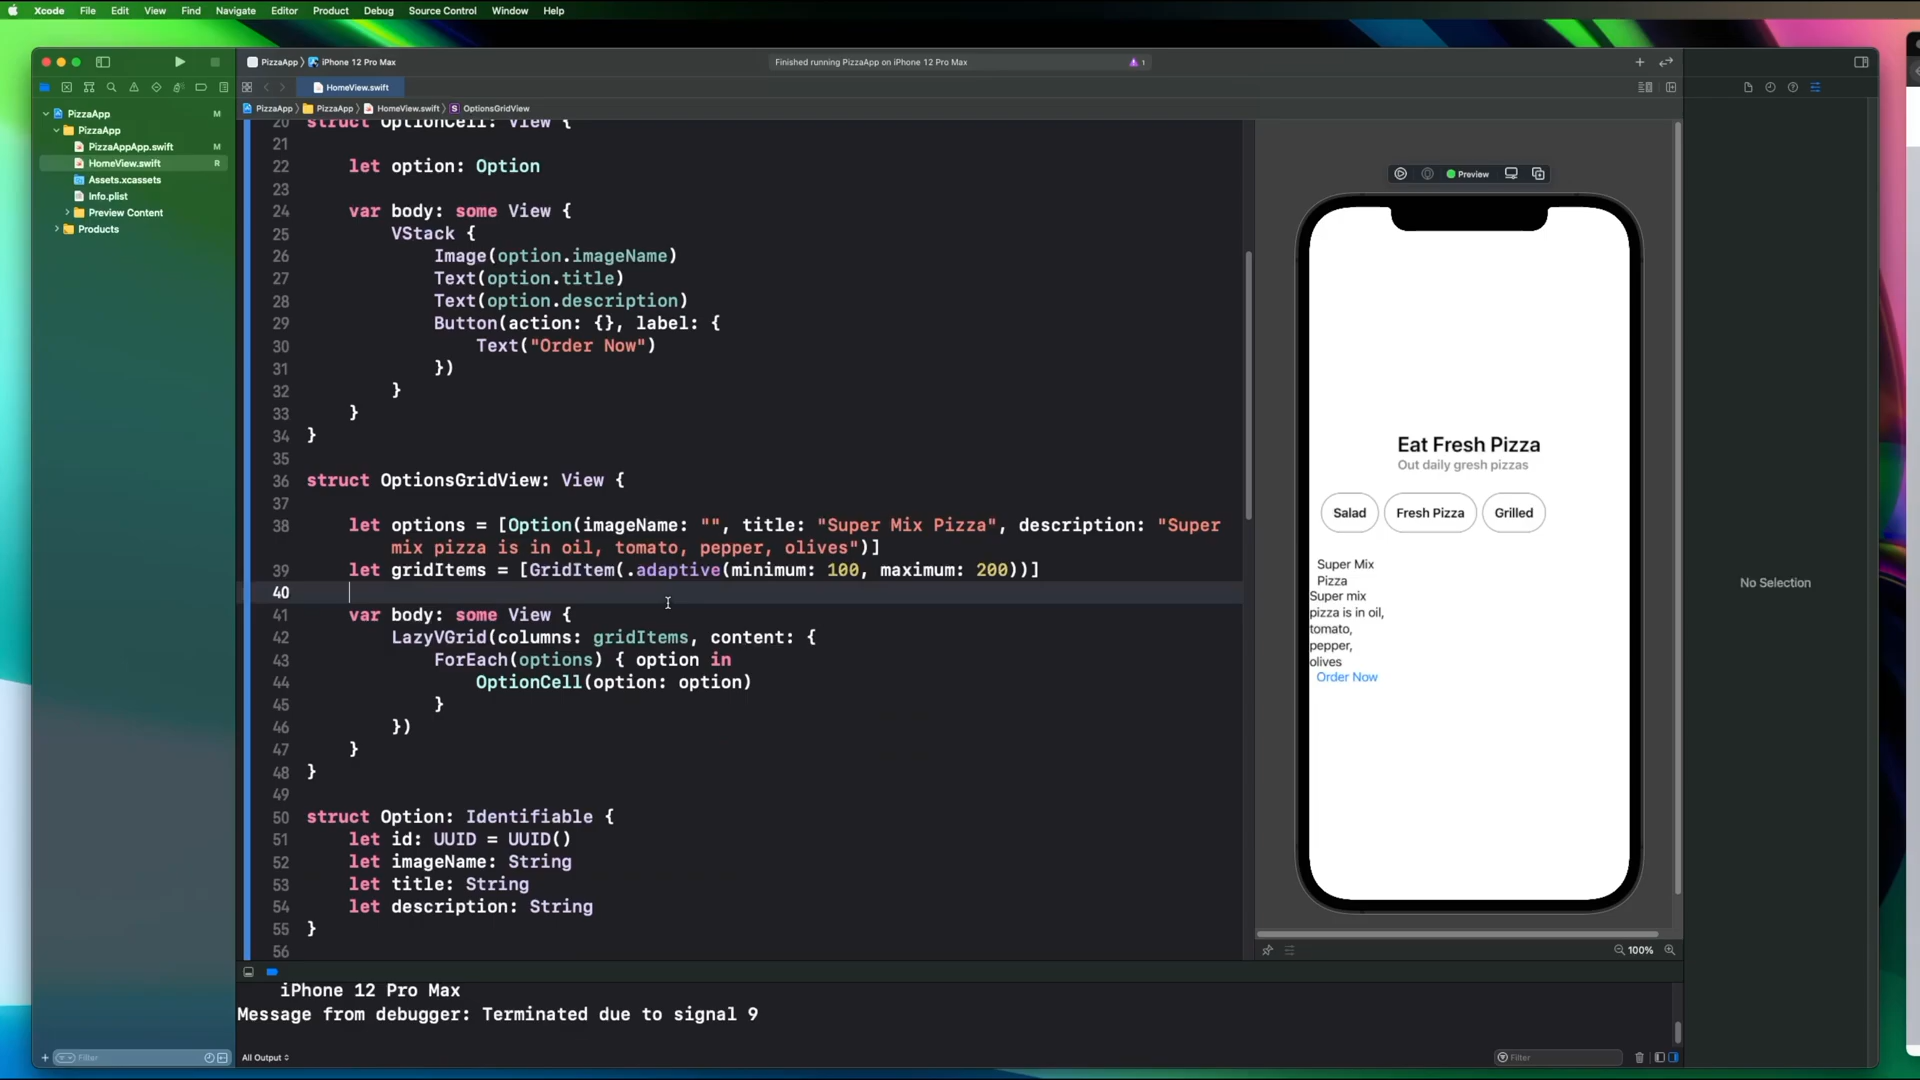 Xcode File Edit View Find Navigate Editor Product Debug Source Control Window Help
PizzaApp iPhone 12 Pro Max
Finished running PizzaApp on iPhone 12 Pro Max
1
HomeView.swift
PizzaApp PizzaApp HomeView.swift S OptionsGridView
PizzaApp M
PizzaApp
PizzaAppApp.swift M
HomeView.swift R
Assets.xcassets
Info.plist
Preview Content
Products
20 struct OptionCell: View {
21
22 let option: Option
23
24 var body: some View {
25 VStack {
26 Image(option.imageName)
27 Text(option.title)
28 Text(option.description)
29 Button(action: {}, label: {
30 Text("Order Now")
31 })
32 }
33 }
34 }
35
36 struct OptionsGridView: View {
37
38 let options = [Option(imageName: "", title: "Super Mix Pizza", description: "Super
mix pizza is in oil, tomato, pepper, olives")]
39 let gridItems = [GridItem(.adaptive(minimum: 100, maximum: 200))]
40
41 var body: some View {
42 LazyVGrid(columns: gridItems, content: {
43 ForEach(options) { option in
44 OptionCell(option: option)
45 }
46 })
47 }
48 }
49
50 struct Option: Identifiable {
51 let id: UUID = UUID()
52 let imageName: String
53 let title: String
54 let description: String
55 }
56
Preview
Eat Fresh Pizza
Out daily gresh pizzas
Salad Fresh Pizza Grilled
Super Mix
Pizza
Super mix
pizza is in oil,
tomato,
pepper,
olives
Order Now
100%
No Selection
iPhone 12 Pro Max
Message from debugger: Terminated due to signal 9
Filter
All Output
Filter